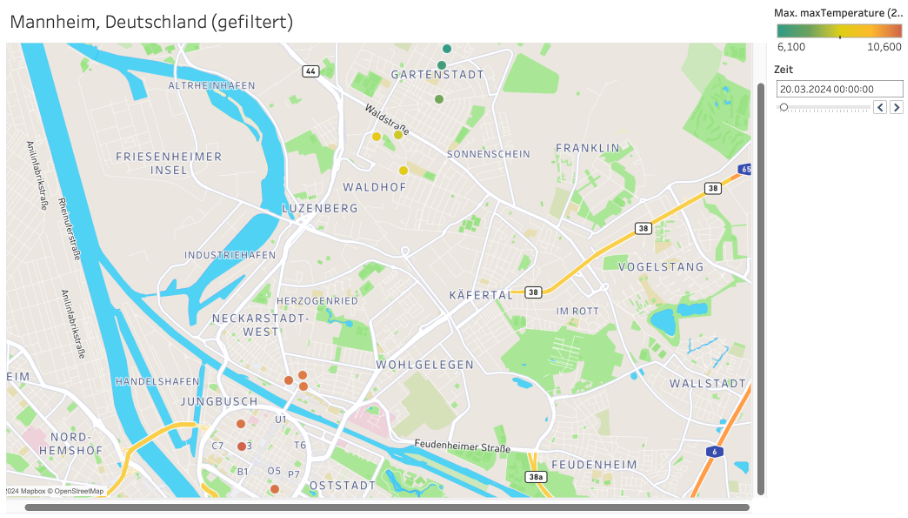 Mannheim, Deutschland (gefiltert)
Max. maxTemperature (2..
6,100 10,600
Zeit
20.03.2024 00:00:00
44
GARTENSTADT
ALTRHEINHAFEN
Waldstraße
SONNENSCHEIN
FRANKLIN
FRIESENHEIMER
INSEL
65
WALDHOF
38
Anilinfabrikstraße
Rheinuferstraße
LUZENBERG
38
INDUSTRIEHAFEN
VOGELSTANG
KÄFERTAL
38
HERZOGENRIED
IM ROTT
NECKARSTADT-
WEST
Anilinfabrikstraße
WOHLGELEGEN
EIM
HANDELSHAFEN
WALLSTADT
JUNGBUSCH
U1
NORD-
HEMSHOF
C7
3
T6
Feudenheimer Straße
6
B1
O5
P7
FEUDENHEIM
38a
OSTSTADT
2024 Mapbox © OpenStreetMap